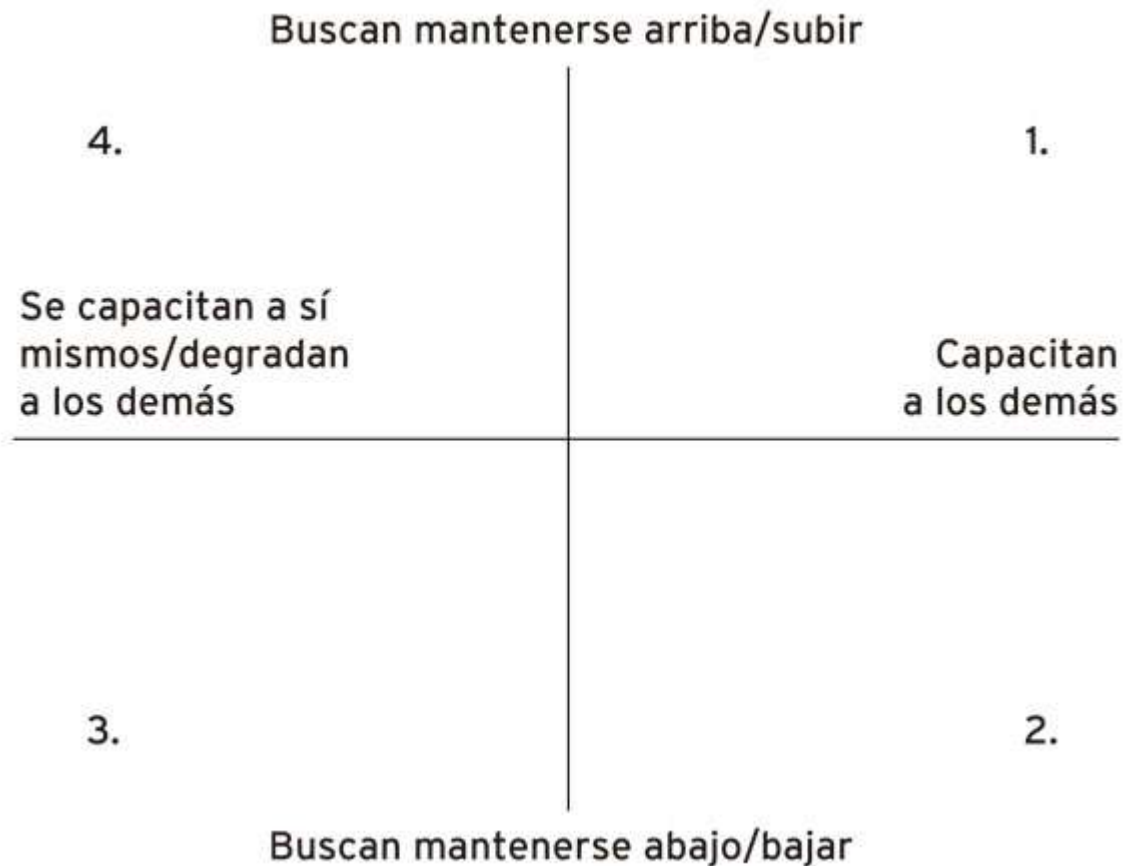 Buscan mantenerse arriba/subir
4.
1.
Se capacitan a sí
mismos/degradan
a los demás
Capacitan
a los demás
3.
2.
Buscan mantenerse abajo/bajar